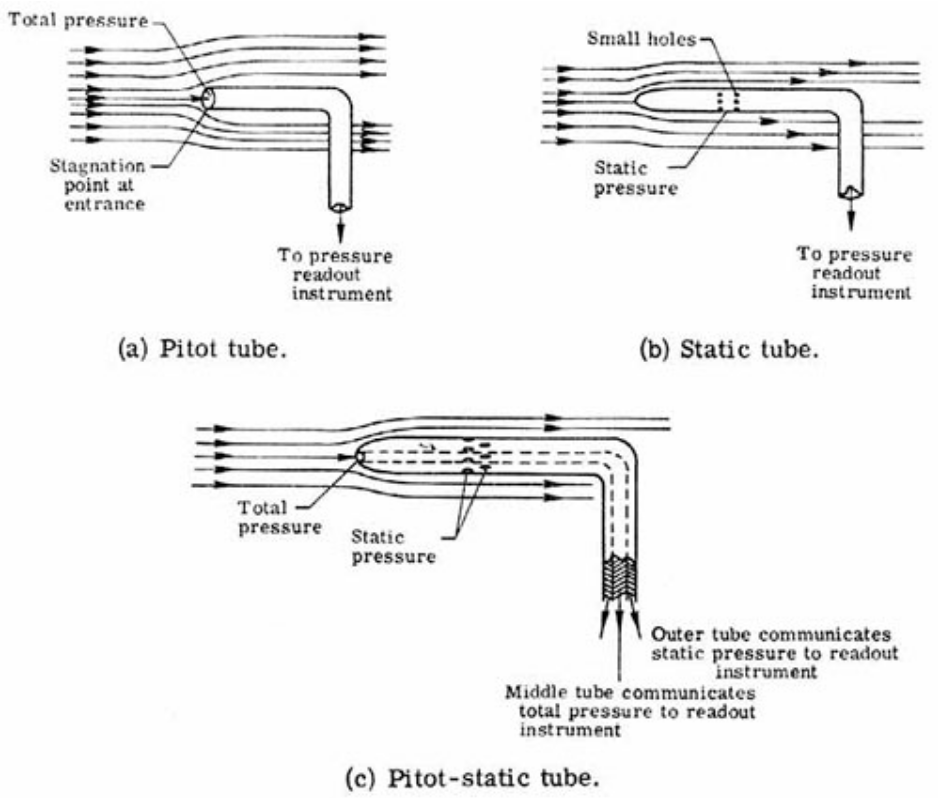 Total pressure
Stagnation
point at
entrance
To pressure
readout
instrument
(a) Pitot tube.
Small holes
Static
pressure
To pressure
readout
instrument
(b) Static tube.
Total
pressure
Static
pressure
Outer tube communicates
static pressure to readout
instrument
Middle tube communicates
total pressure to readout
instrument
(c) Pitot-static tube.